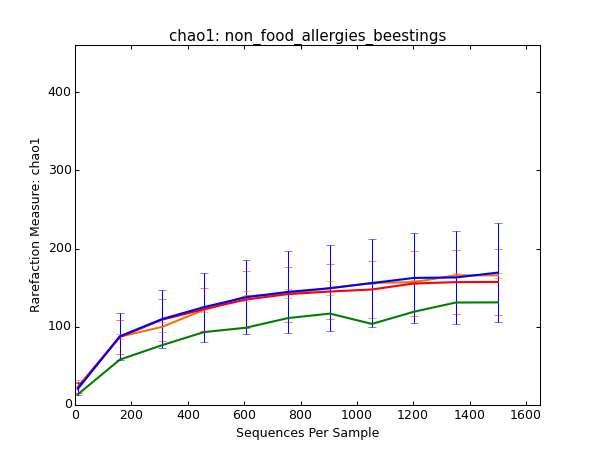 chao1: non_food_allergies_beestings
Rarefaction Measure: chao1
400
300
200
100
0
0 200 400 600 800 1000 1200 1400 1600
Sequences Per Sample